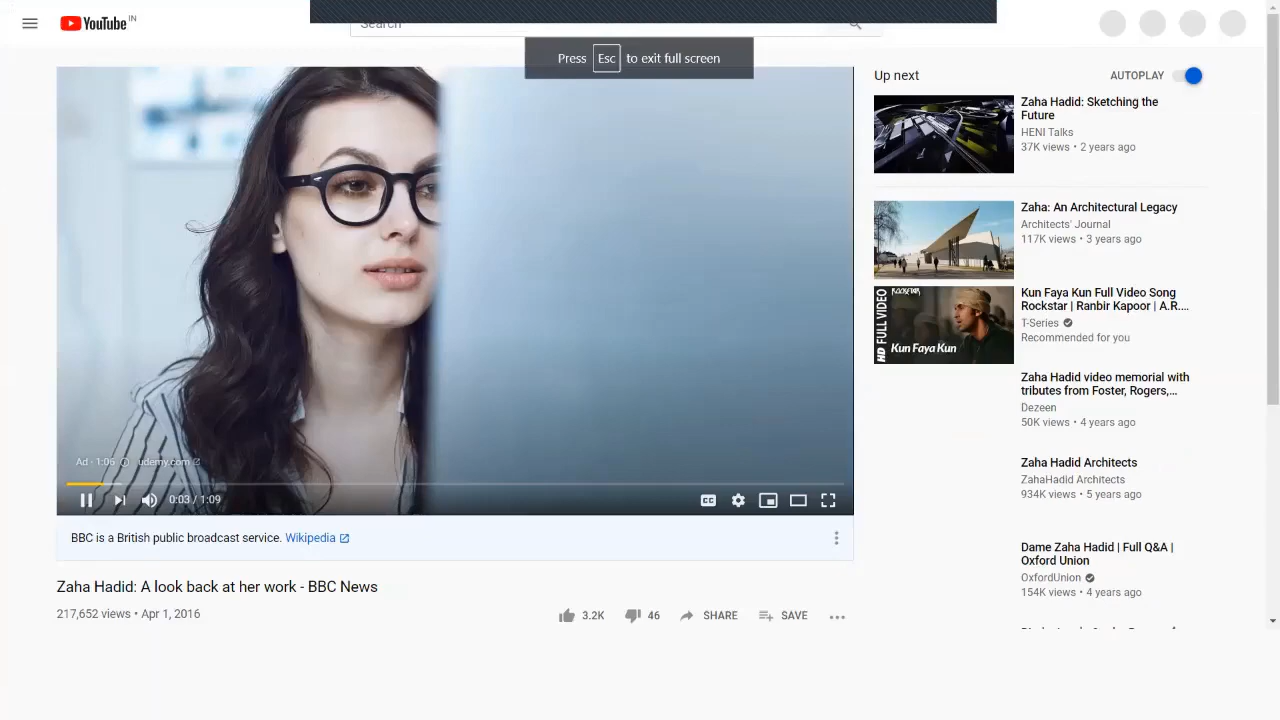 YouTube IN
Search
Press Esc to exit full screen
Ad · 1:06 udemy.com
0:03 / 1:09
CC
BBC is a British public broadcast service. Wikipedia
Zaha Hadid: A look back at her work - BBC News
217,652 views • Apr 1, 2016
3.2K 46 SHARE SAVE
Up next AUTOPLAY
Zaha Hadid: Sketching the
Future
HENI Talks
37K views • 2 years ago
Zaha: An Architectural Legacy
Architects' Journal
117K views • 3 years ago
HD FULL VIDEO
ROCKSTAR
Kun Faya Kun
Kun Faya Kun Full Video Song
Rockstar | Ranbir Kapoor | A.R....
T-Series
Recommended for you
Zaha Hadid video memorial with
tributes from Foster, Rogers,...
Dezeen
50K views • 4 years ago
Zaha Hadid Architects
ZahaHadid Architects
934K views • 5 years ago
Dame Zaha Hadid | Full Q&A |
Oxford Union
OxfordUnion
154K views • 4 years ago